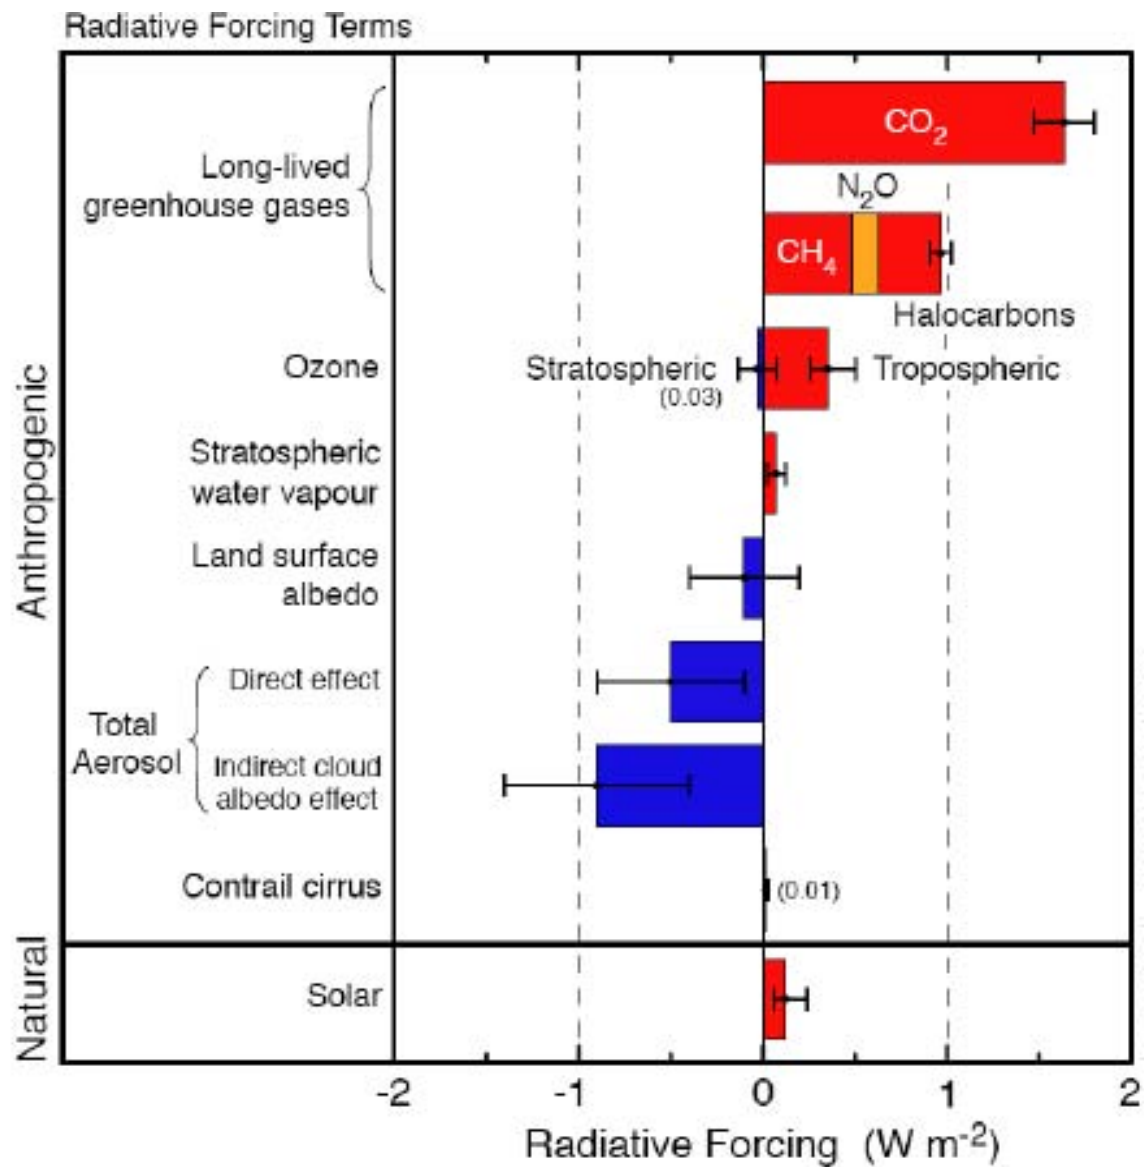 Radiative Forcing Terms
Anthropogenic
Long-lived
greenhouse gases
CO₂
N₂O
CH₄
Halocarbons
Ozone
Stratospheric
(0.03)
Tropospheric
Stratospheric
water vapour
Land surface
albedo
Total
Aerosol
Direct effect
Indirect cloud
albedo effect
Contrail cirrus
(0.01)
Natural
Solar
-2 -1 0 1 2
Radiative Forcing (W m⁻²)